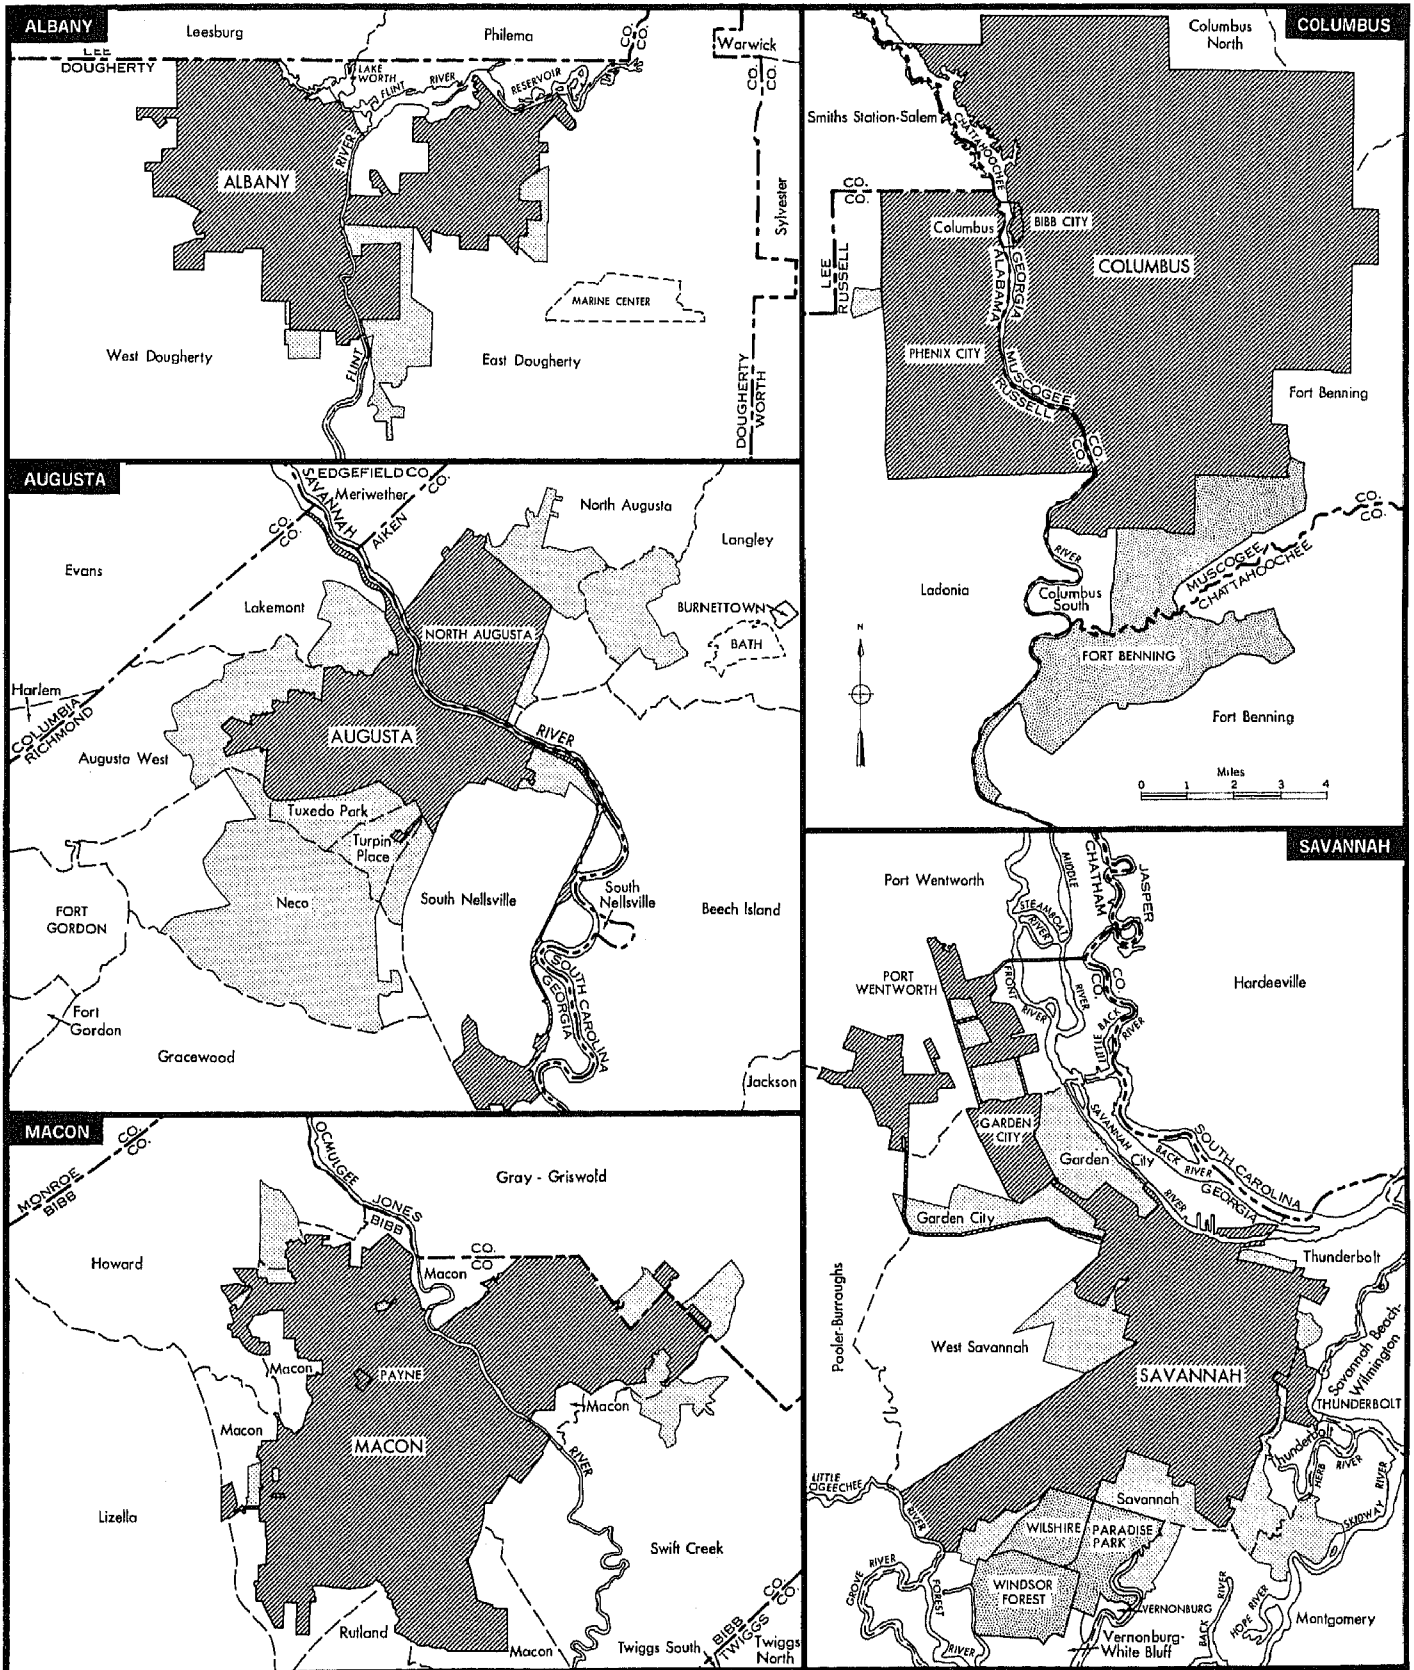 ALBANY
Leesburg
Philema
CO.
CO.
Warwick
LEE
DOUGHERTY
LAKE
WORTH
FLINT RIVER
RESERVOIR
CO.
CO.
RIVER
ALBANY
Sylvester
MARINE CENTER
West Dougherty
FLINT
East Dougherty
DOUGHERTY
WORTH
COLUMBUS
Columbus
North
Smiths Station-Salem
CHATTAHOOCHEE
CO.
CO.
Columbus
BIBB CITY
LEE
RUSSELL
ALABAMA
GEORGIA
COLUMBUS
PHENIX CITY
MUSCOGEE
RUSSELL
CO.
CO.
Fort Benning
CO.
CO.
RIVER
MUSCOGEE
CHATTAHOOCHEE
Ladonia
Columbus
South
N
FORT BENNING
Fort Benning
Miles
0 1 2 3 4
AUGUSTA
EDGEFIELD CO.
SAVANNAH
Meriwether
CO.
AIKEN
CO.
CO.
North Augusta
Langley
Evans
Lakemont
BURNETTOWN
NORTH AUGUSTA
BATH
Harlem
COLUMBIA
RICHMOND
AUGUSTA
RIVER
Augusta West
Tuxedo Park
Turpin
Place
Neco
South Nellsville
South
Nellsville
Beech Island
FORT
GORDON
SOUTH CAROLINA
GEORGIA
Fort
Gordon
Gracewood
Jackson
MACON
CO.
CO.
MONROE
BIBB
OCMULGEE
JONES
BIBB
Gray - Griswold
CO.
CO.
Howard
Macon
Macon
PAYNE
Macon
Macon
MACON
RIVER
Lizella
Swift Creek
Rutland
Macon
Twiggs South
CO.
CO.
BIBB
TWIGGS
Twiggs
North
SAVANNAH
Port Wentworth
MIDDLE
CHATHAM
JASPER
STEAMBOAT
RIVER
PORT
WENTWORTH
FRONT
RIVER
RIVER
CO.
CO.
LITTLE BACK
RIVER
Hardeeville
GARDEN
CITY
SAVANNAH
RIVER
Garden City
BACK RIVER
SOUTH CAROLINA
GEORGIA
Garden City
Thunderbolt
Pooler-Burroughs
West Savannah
Savannah Beach-
Wilmington
SAVANNAH
THUNDERBOLT
Thunderbolt
HERB
RIVER
LITTLE
OGEECHEE
RIVER
Savannah
SKIDWAY RIVER
WILSHIRE
PARADISE
PARK
GROVE RIVER
FOREST
RIVER
WINDSOR
FOREST
VERNONBURG
Vernonburg-
White Bluff
BACK RIVER
HOPE RIVER
Montgomery